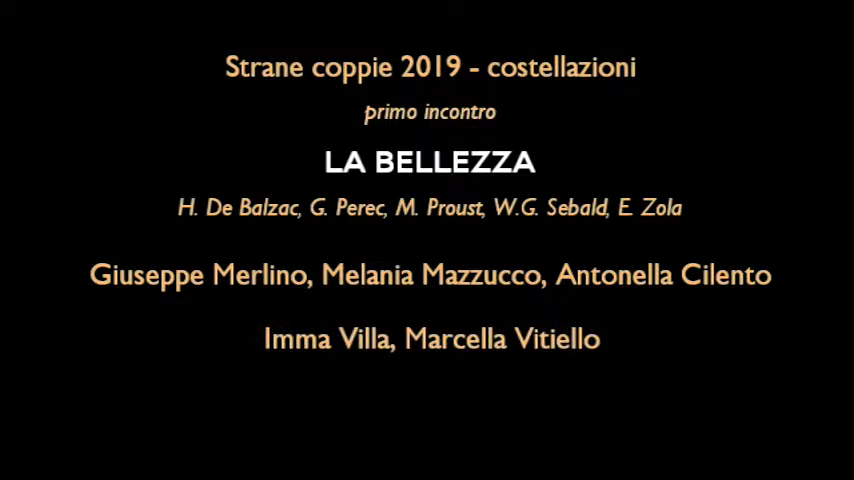 Strane coppie 2019 - costellazioni
primo incontro
LA BELLEZZA
H. De Balzac, G. Perec, M. Proust, W.G. Sebald, E. Zola
Giuseppe Merlino, Melania Mazzucco, Antonella Cilento
Imma Villa, Marcella Vitiello